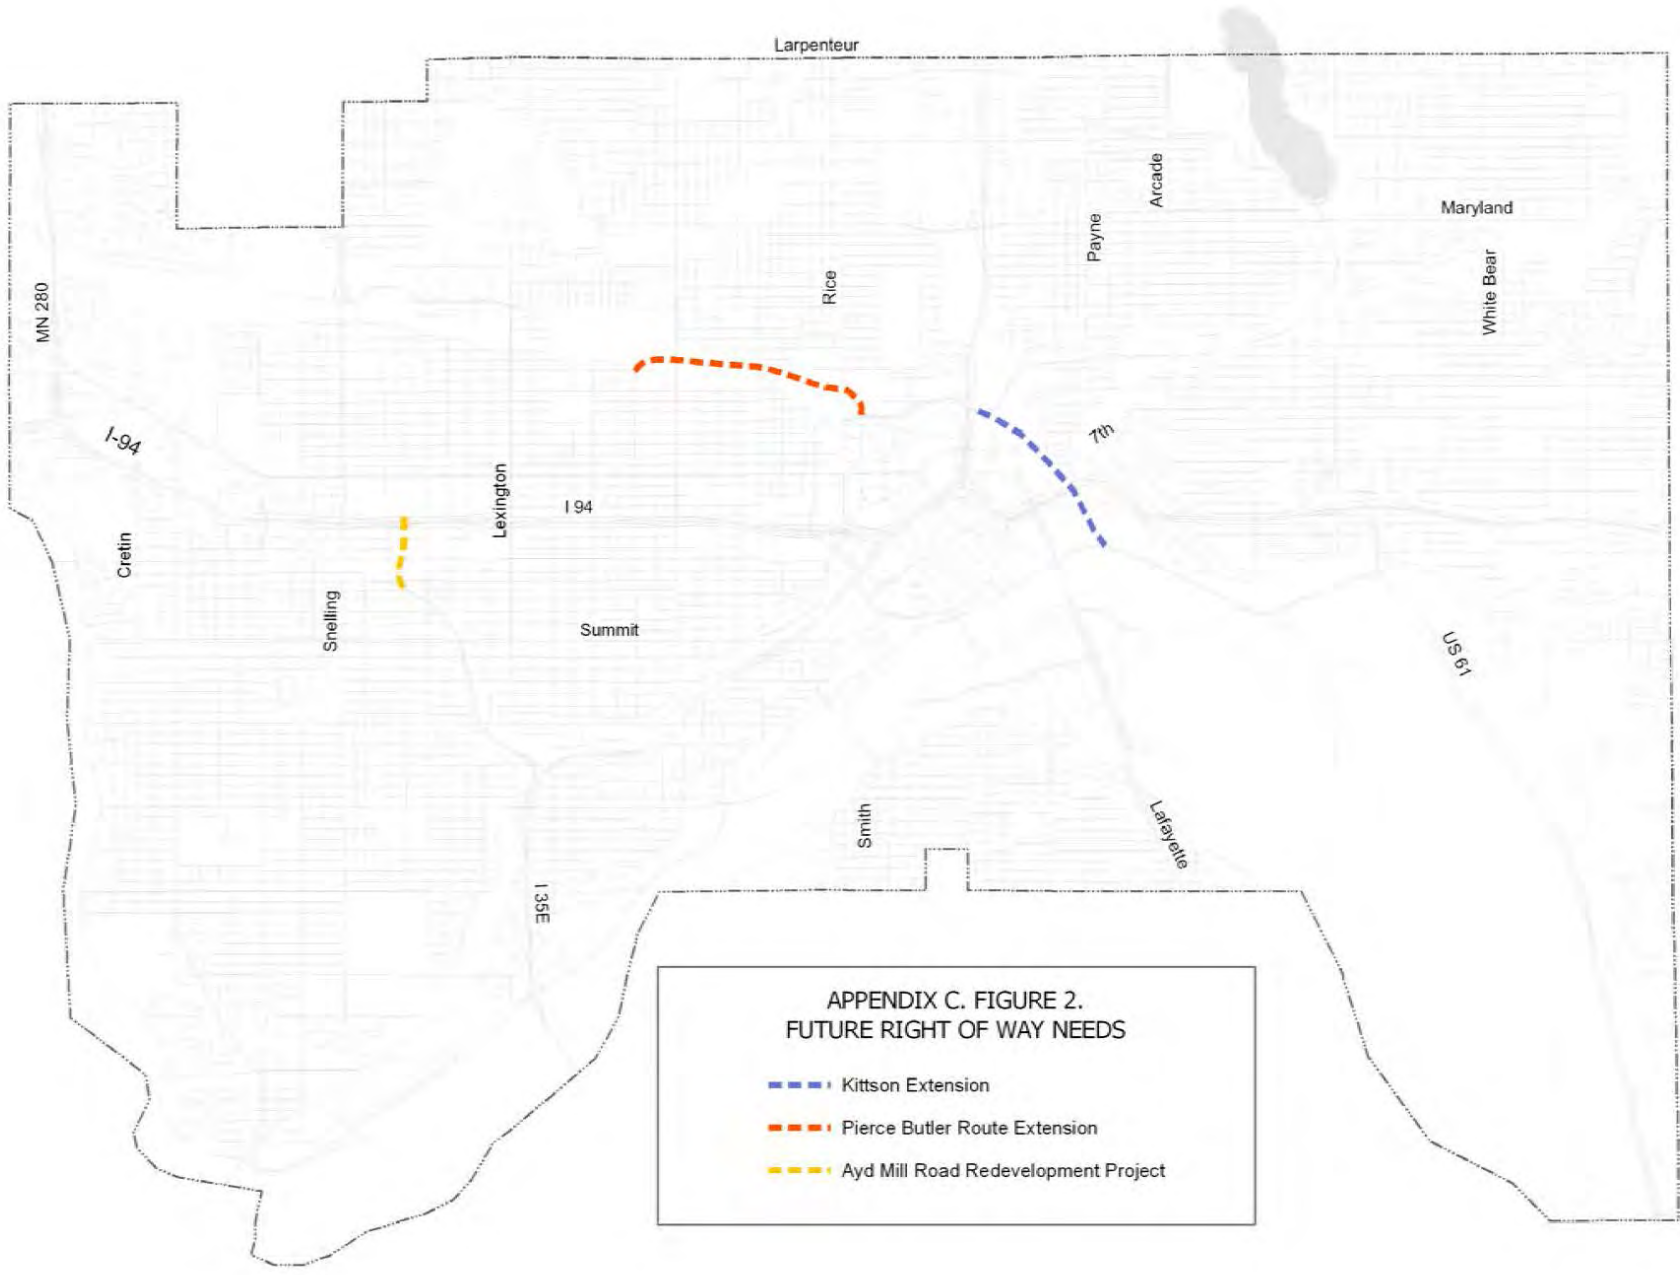 Larpenteur
Arcade
Maryland
Payne
White Bear
Rice
MN 280
7th
I-94
Lexington
I 94
Cretin
Snelling
Summit
US 61
Smith
Lafayette
I 35E
APPENDIX C. FIGURE 2.
FUTURE RIGHT OF WAY NEEDS
Kittson Extension
Pierce Butler Route Extension
Ayd Mill Road Redevelopment Project